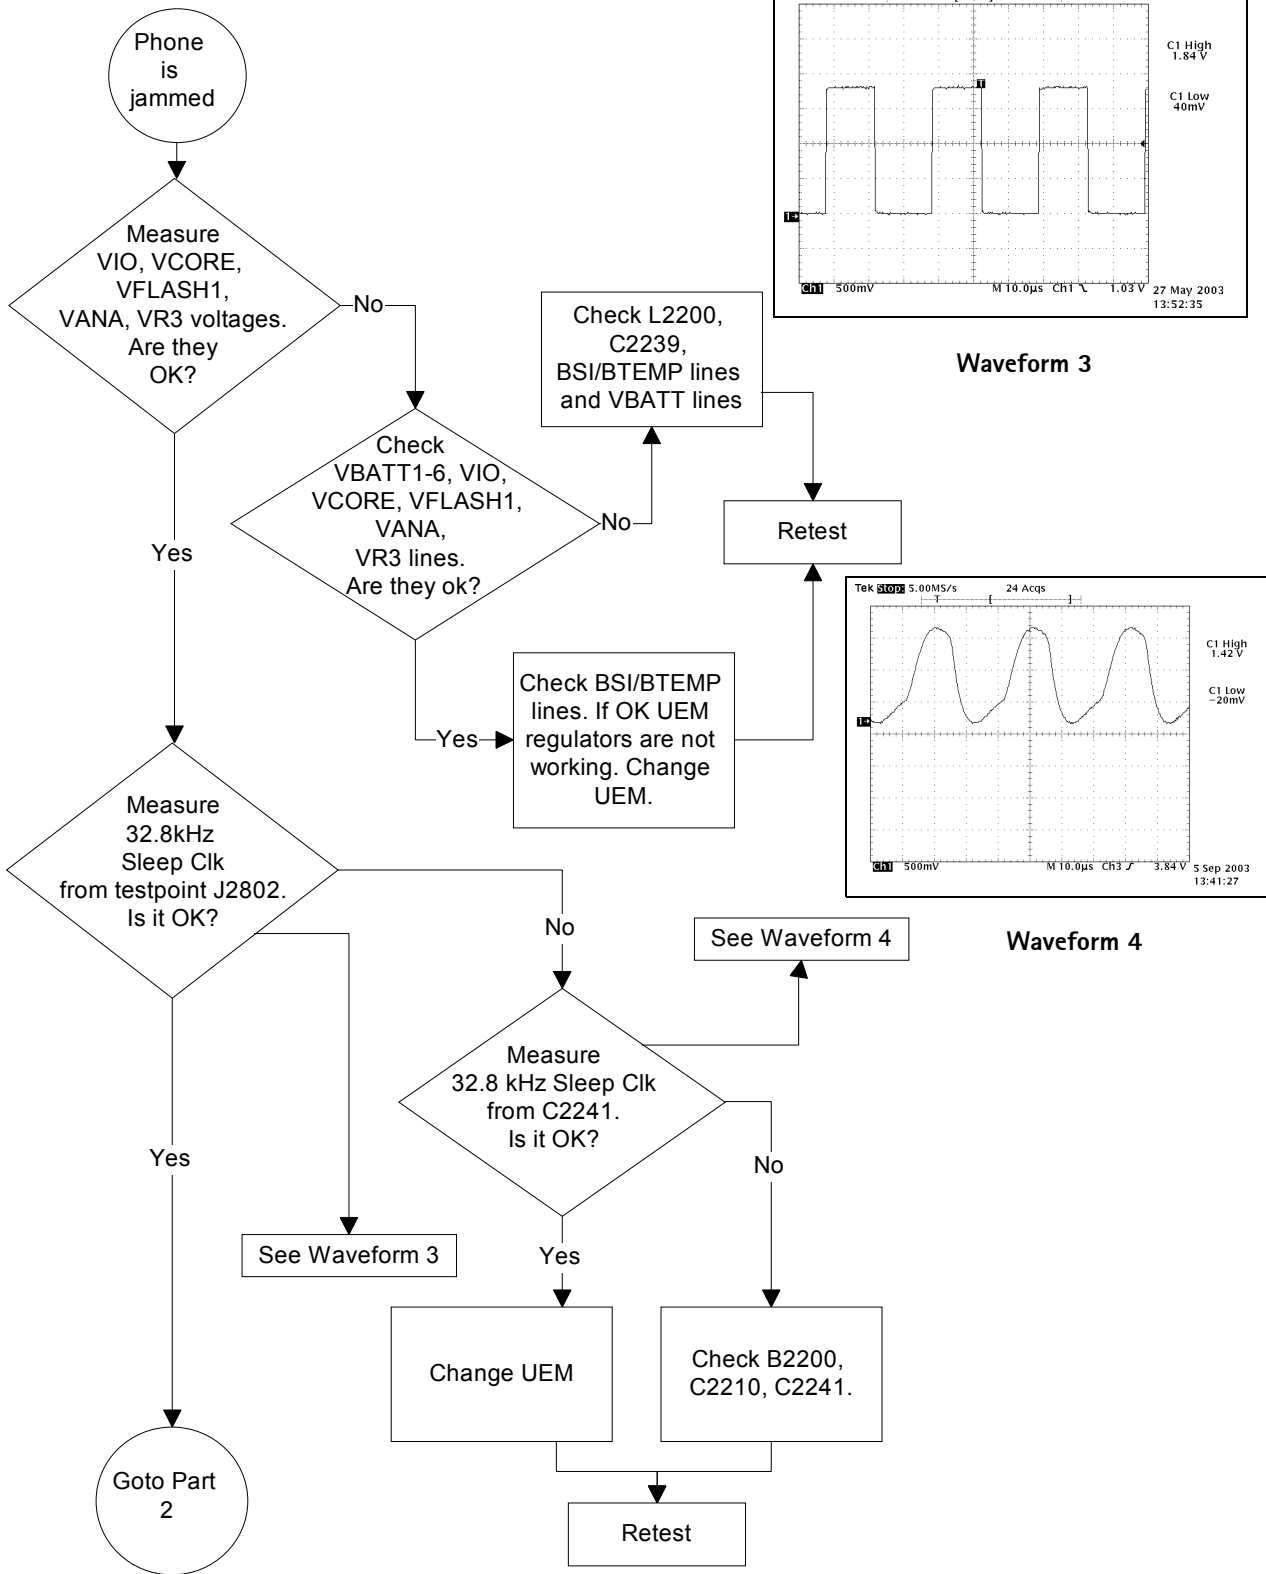 Phone
is
jammed
Measure
VIO, VCORE,
VFLASH1,
VANA, VR3 voltages.
Are they
OK?
No
Yes
Check
VBATT1-6, VIO,
VCORE, VFLASH1,
VANA,
VR3 lines.
Are they ok?
No
Yes
Check L2200,
C2239,
BSI/BTEMP lines
and VBATT lines
Retest
Check BSI/BTEMP
lines. If OK UEM
regulators are not
working. Change
UEM.
C1 High
1.84 V
C1 Low
40mV
T
1
Ch1 500mV M 10.0µs Ch1 1.03 V
27 May 2003
13:52:35
Waveform 3
Tek Stop: 5.00MS/s 24 Acqs
T
C1 High
1.42 V
C1 Low
-20mV
1
Ch1 500mV M 10.0µs Ch3 3.84 V
5 Sep 2003
13:41:27
Waveform 4
Measure
32.8kHz
Sleep Clk
from testpoint J2802.
Is it OK?
No
Yes
See Waveform 3
See Waveform 4
Measure
32.8 kHz Sleep Clk
from C2241.
Is it OK?
No
Yes
Change UEM
Check B2200,
C2210, C2241.
Retest
Goto Part
2